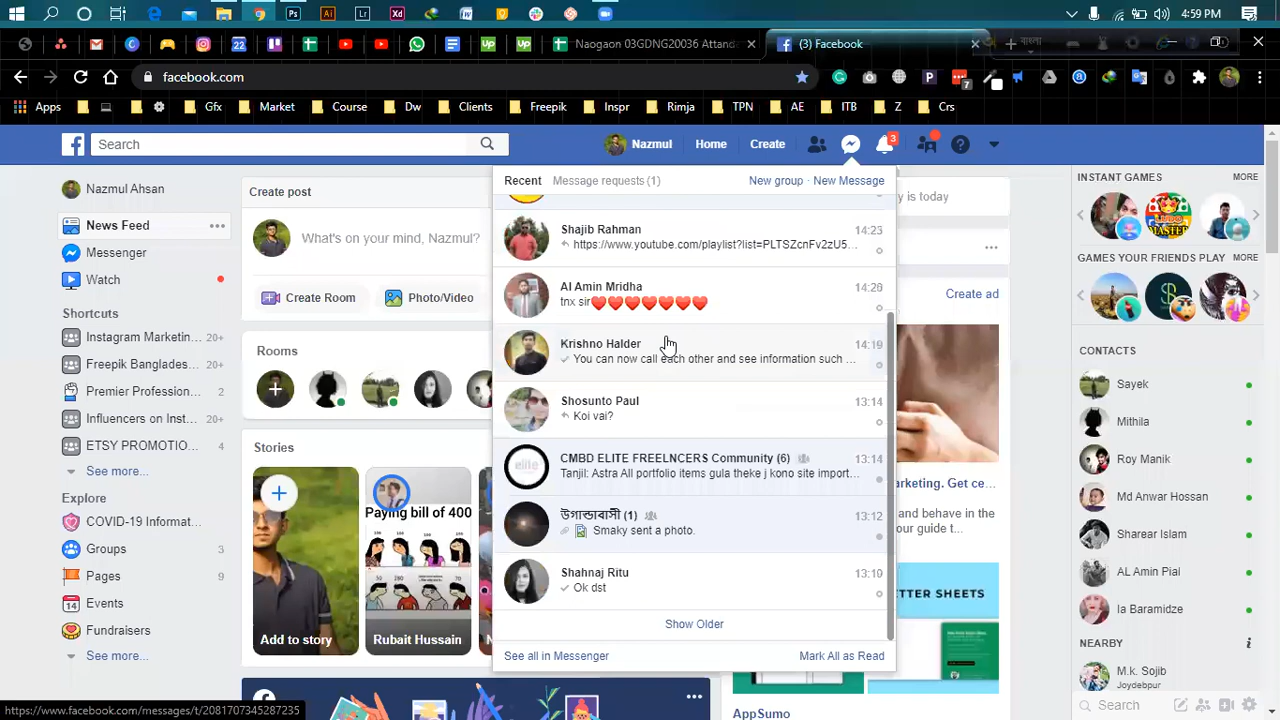 4:59 PM
Naogaon 03GDNG20036 Attand
(3) Facebook
বাংলা
facebook.com
Apps
Gfx
Market
Course
Dw
Clients
Freepik
Inspr
Rimja
TPN
AE
ITB
Z
Crs
Search
Nazmul
Home
Create
3
Nazmul Ahsan
News Feed
Messenger
Watch
Shortcuts
Instagram Marketin... 20+
Freepik Banglades... 20+
Premier Profession... 2
Influencers on Inst... 20+
ETSY PROMOTIO... 4
See more...
Explore
COVID-19 Informat...
Groups 3
Pages 9
Events
Fundraisers
See more...
Create post
What's on your mind, Nazmul?
Create Room
Photo/Video
Rooms
Stories
Add to story
Paying bill of 400
Rubait Hussain
Recent
Message requests (1)
New group · New Message
Shajib Rahman 14:23
https://www.youtube.com/playlist?list=PLTSZcnFv2zU5...
Al Amin Mridha 14:20
tnx sir❤❤❤❤❤❤❤
Krishno Halder 14:19
You can now call each other and see information such ...
Shosunto Paul 13:14
Koi vai?
CMBD ELITE FREELNCERS Community (6) 13:14
Tanjil: Astra All portfolio items gula theke j kono site import...
উগান্ডাবাসী (1) 13:12
Smaky sent a photo.
Shahnaj Ritu 13:10
Ok dst
Show Older
See all in Messenger
Mark All as Read
y is today
Create ad
arketing. Get ce...
and behave in the
our guide t
TTER SHEETS
AppSumo
INSTANT GAMES MORE
LUDO MASTER
GAMES YOUR FRIENDS PLAY MORE
CONTACTS
Sayek
Mithila
Roy Manik
Md Anwar Hossan
Sharear Islam
AL Amin Pial
Ia Baramidze
NEARBY
M.k. Sojib
Joydebpur
Search
https://www.facebook.com/messages/t/2081707345287235